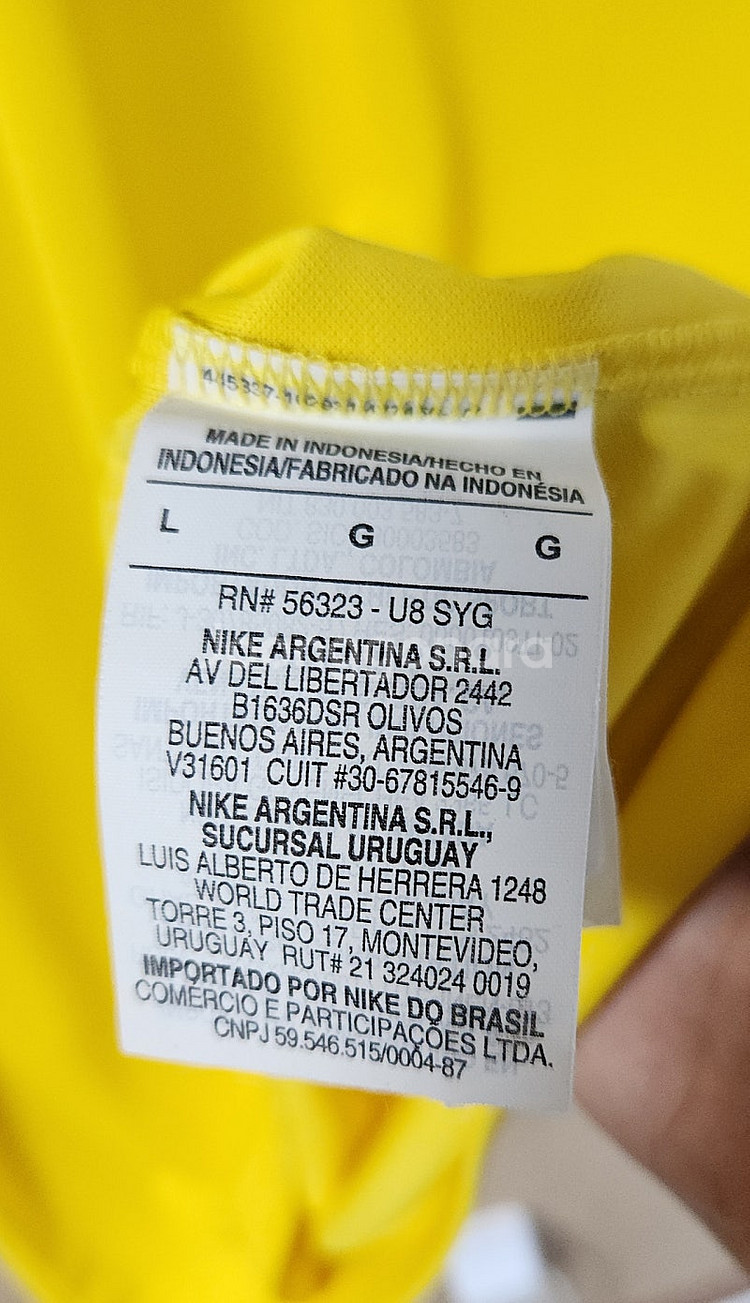 MADE IN INDONESIA/HECHO EN
INDONESIA/FABRICADO NA INDONÉSIA
L G G
RN# 56323 - U8 SYG
NIKE ARGENTINA S.R.L.
AV DEL LIBERTADOR 2442
B1636DSR OLIVOS
BUENOS AIRES, ARGENTINA
V31601 CUIT #30-67815546-9
NIKE ARGENTINA S.R.L.,
SUCURSAL URUGUAY
LUIS ALBERTO DE HERRERA 1248
WORLD TRADE CENTER
TORRE 3, PISO 17, MONTEVIDEO,
URUGUAY RUT# 21 324024 0019
IMPORTADO POR NIKE DO BRASIL
COMÉRCIO E PARTICIPAÇÕES LTDA.
CNPJ 59.546.515/0004-87